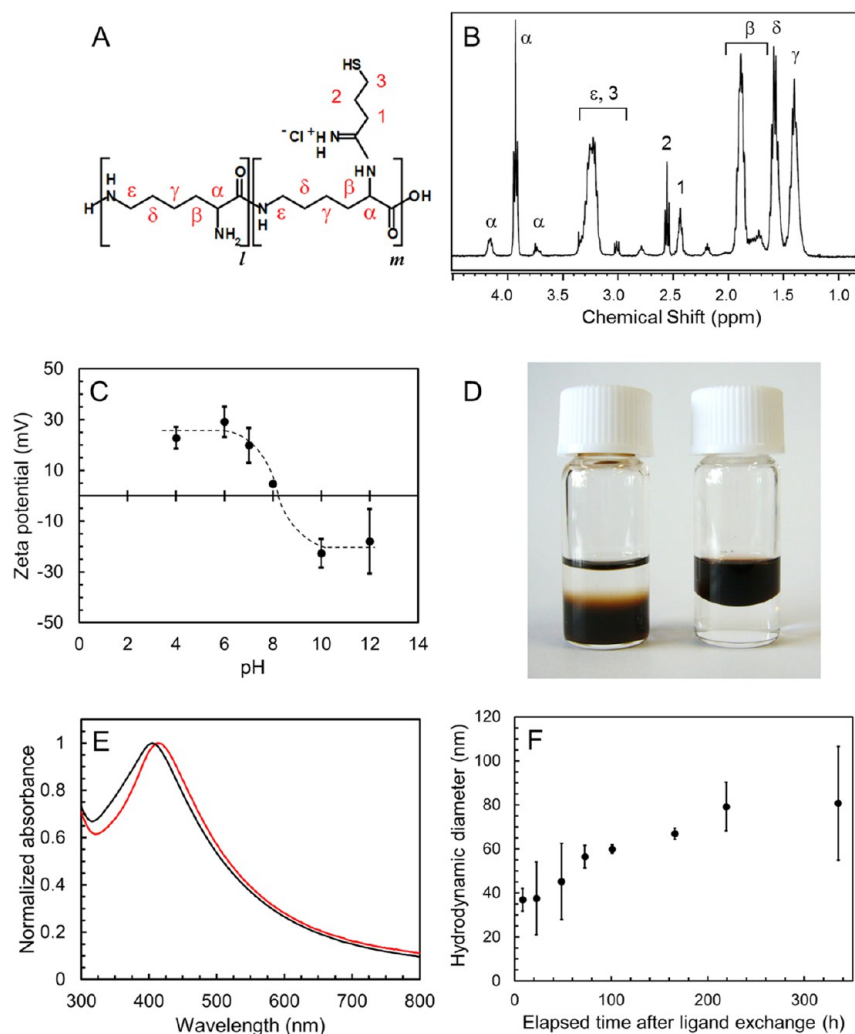 A
HS
3
2
1
-Cl +
H
N
H
HN
O
H
N
ε
γ
α
δ
β
NH2
l
N
H
ε
δ
γ
β
α
OH
O
m
B
α
β
δ
γ
ε, 3
2
1
α
α
4.0 3.5 3.0 2.5 2.0 1.5 1.0
Chemical Shift (ppm)
C
Zeta potential (mV)
50
30
10
-10
-30
-50
0 2 4 6 8 10 12 14
pH
D
E
Normalized absorbance
1
0.8
0.6
0.4
0.2
0
300 400 500 600 700 800
Wavelength (nm)
F
Hydrodynamic diameter (nm)
120
100
80
60
40
20
0
0 100 200 300
Elapsed time after ligand exchange (h)